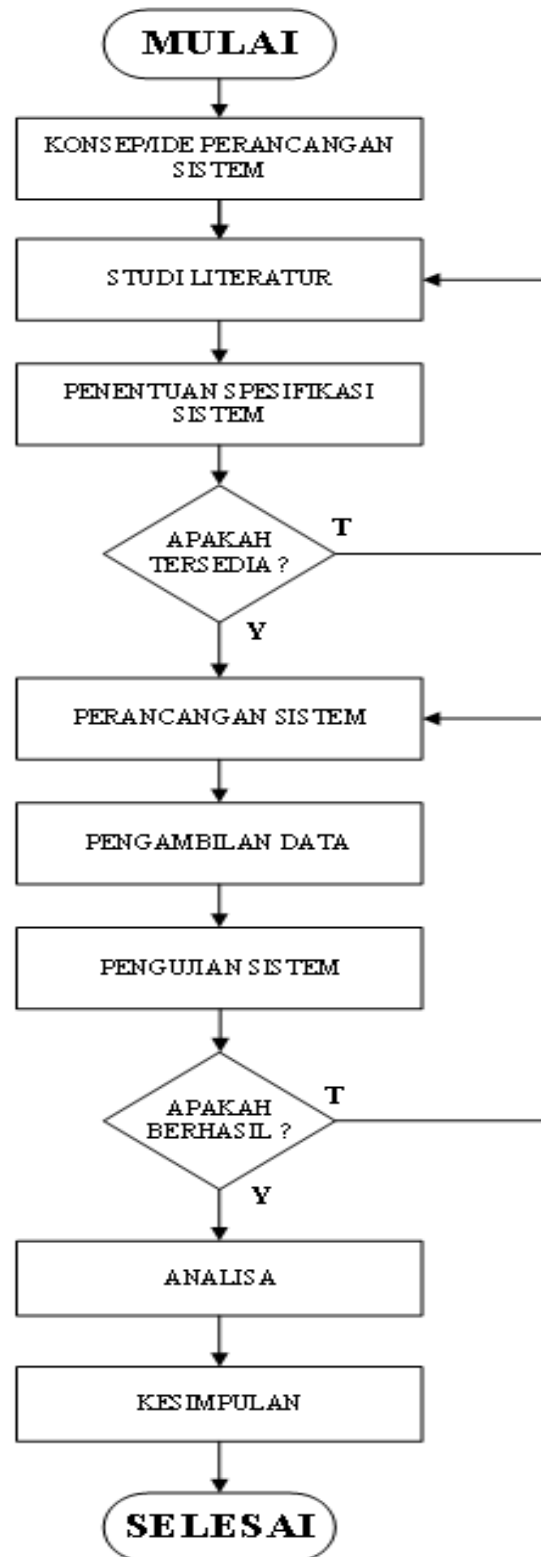 MULAI
KONSEP/IDE PERANCANGAN
SISTEM
STUDI LITERATUR
PENENTUAN SPESIFIKASI
SISTEM
APAKAH
TERSEDIA ?
T
Y
PERANCANGAN SISTEM
PENGAMBILAN DATA
PENGUJIAN SISTEM
APAKAH
BERHASIL ?
T
Y
ANALISA
KESIMPULAN
SELESAI